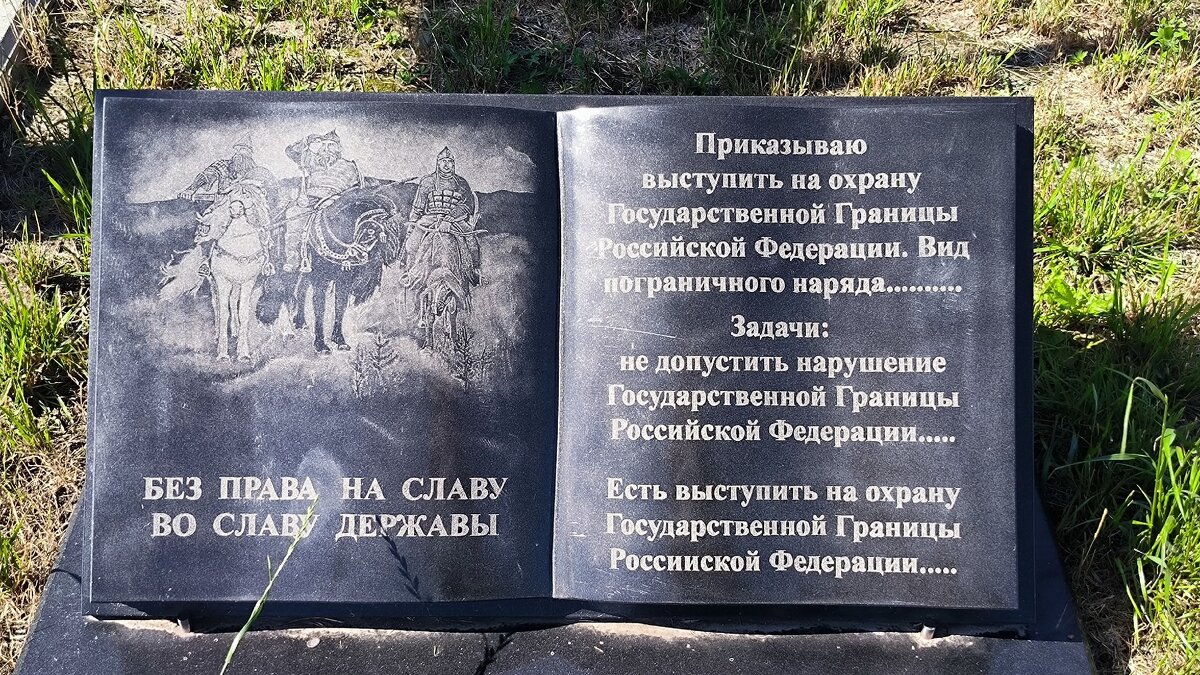 БЕЗ ПРАВА НА СЛАВУ
ВО СЛАВУ ДЕРЖАВЫ
Приказываю
выступить на охрану
Государственной Границы
Российской Федерации. Вид
пограничного наряда..........
Задачи:
не допустить нарушение
Государственной Границы
Российской Федерации.....
Есть выступить на охрану
Государственной Границы
Россииской Федерации.....